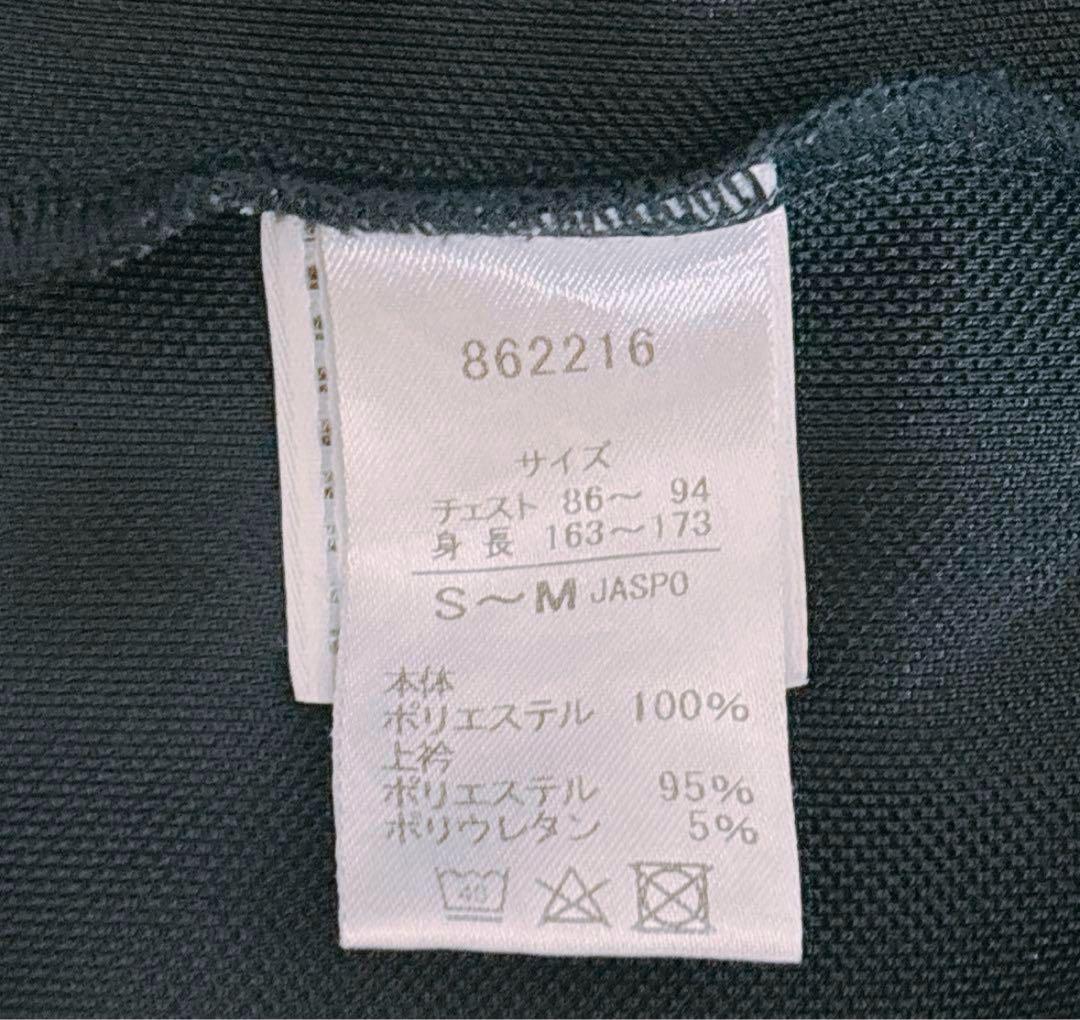 862216
サイズ
チェスト 86～ 94
身 長 163～173
S～M JASPO
本体
ポリエステル 100%
上衿
ポリエステル 95%
ポリウレタン 5%
40